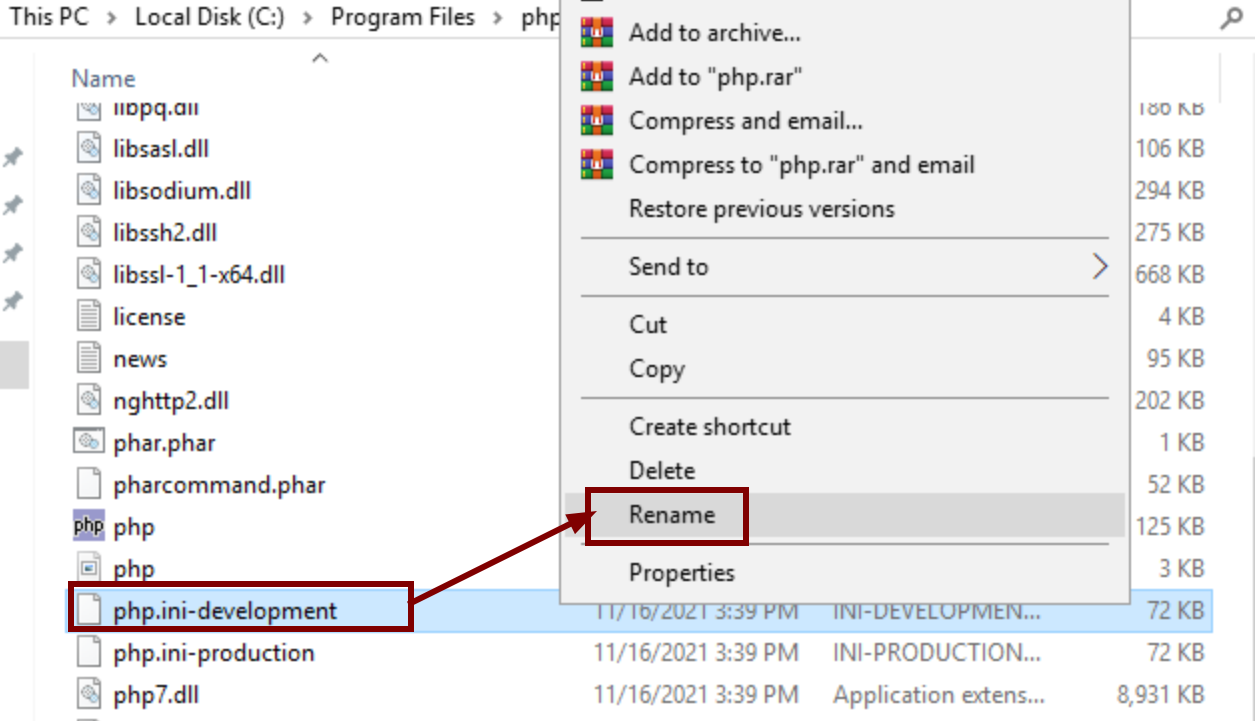 This PC > Local Disk (C:) > Program Files > php
Name
libpq.dll 186 KB
libsasl.dll 106 KB
libsodium.dll 294 KB
libssh2.dll 275 KB
libssl-1_1-x64.dll 668 KB
license 4 KB
news 95 KB
nghttp2.dll 202 KB
phar.phar 1 KB
pharcommand.phar 52 KB
php php 125 KB
php 3 KB
php.ini-development 11/16/2021 3:39 PM INI-DEVELOPMEN... 72 KB
php.ini-production 11/16/2021 3:39 PM INI-PRODUCTION... 72 KB
php7.dll 11/16/2021 3:39 PM Application extens... 8,931 KB
Add to archive...
Add to "php.rar"
Compress and email...
Compress to "php.rar" and email
Restore previous versions
Send to
Cut
Copy
Create shortcut
Delete
Rename
Properties